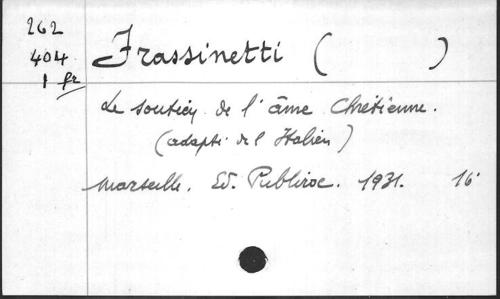 262
404
1 fr
Frassinetti ( )
Le soutien de l'âme Chrétienne.
(adapté de l'Italien)
Marseille. Ed. Publiroc. 1931. 16°